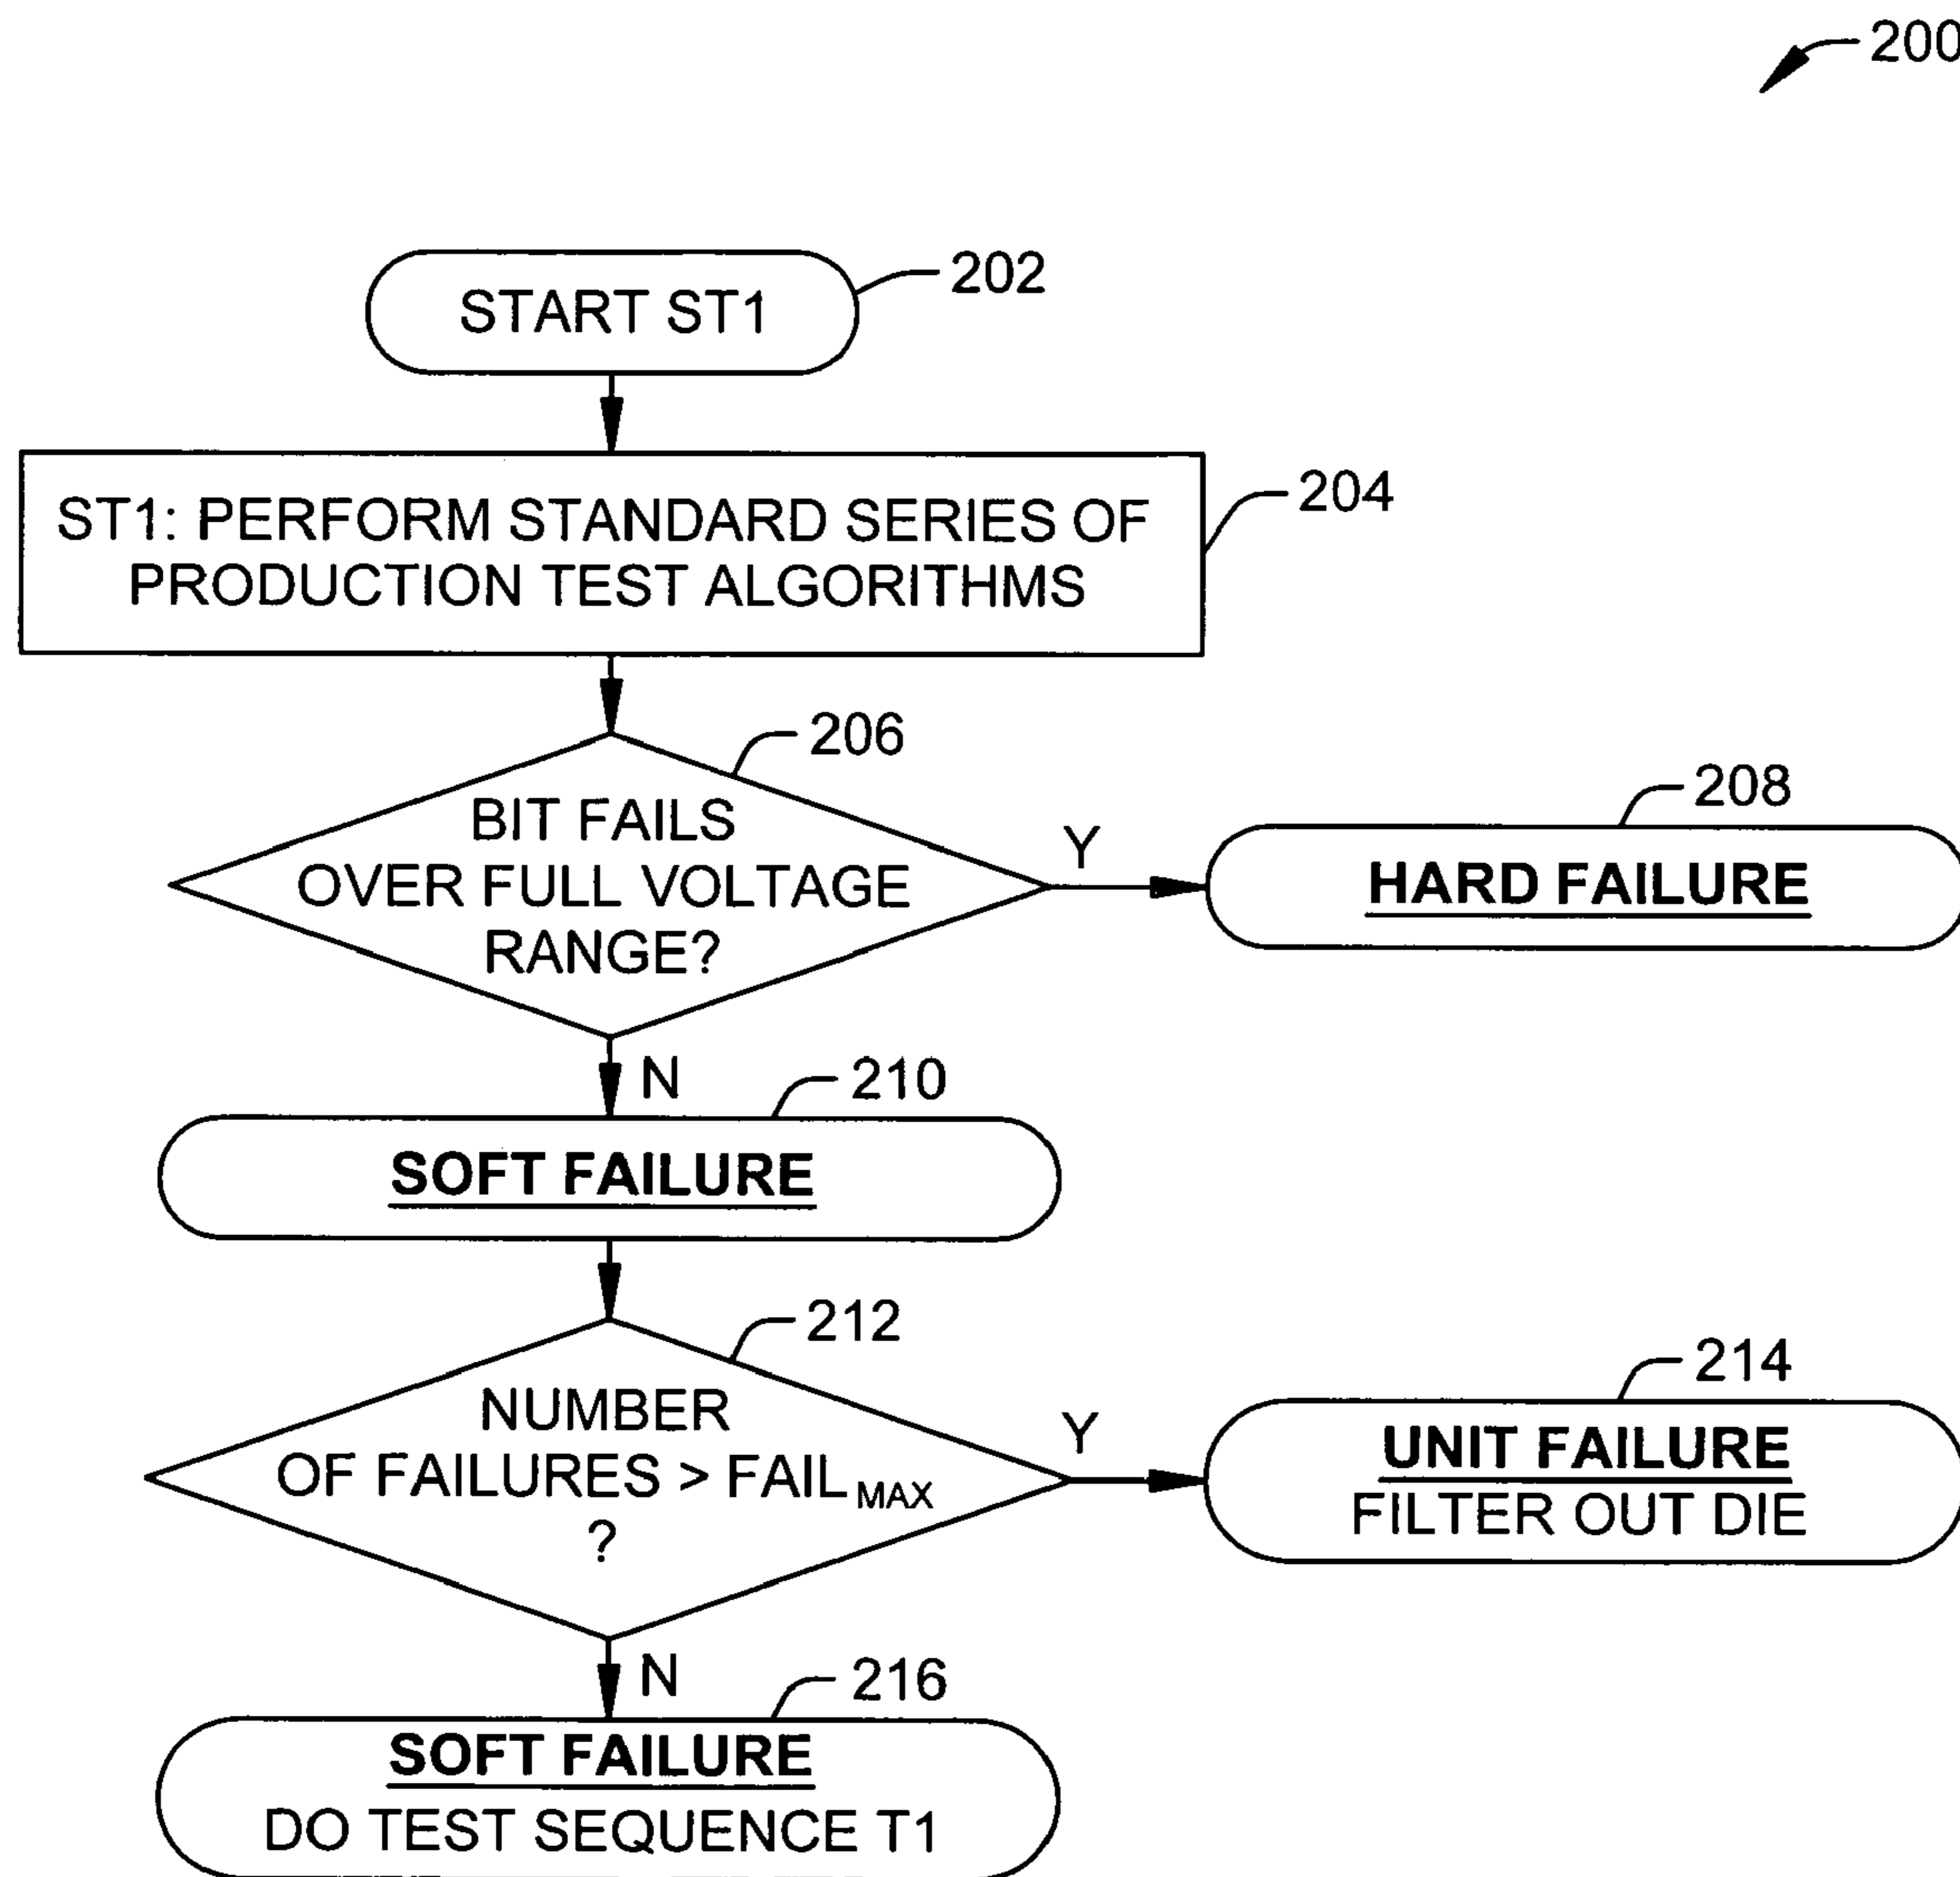 200
START ST1
202
ST1: PERFORM STANDARD SERIES OF
PRODUCTION TEST ALGORITHMS
204
206
BIT FAILS
OVER FULL VOLTAGE
RANGE?
Y
208
HARD FAILURE
N
210
SOFT FAILURE
212
NUMBER
OF FAILURES > FAIL MAX
?
Y
214
UNIT FAILURE
FILTER OUT DIE
N
216
SOFT FAILURE
DO TEST SEQUENCE T1